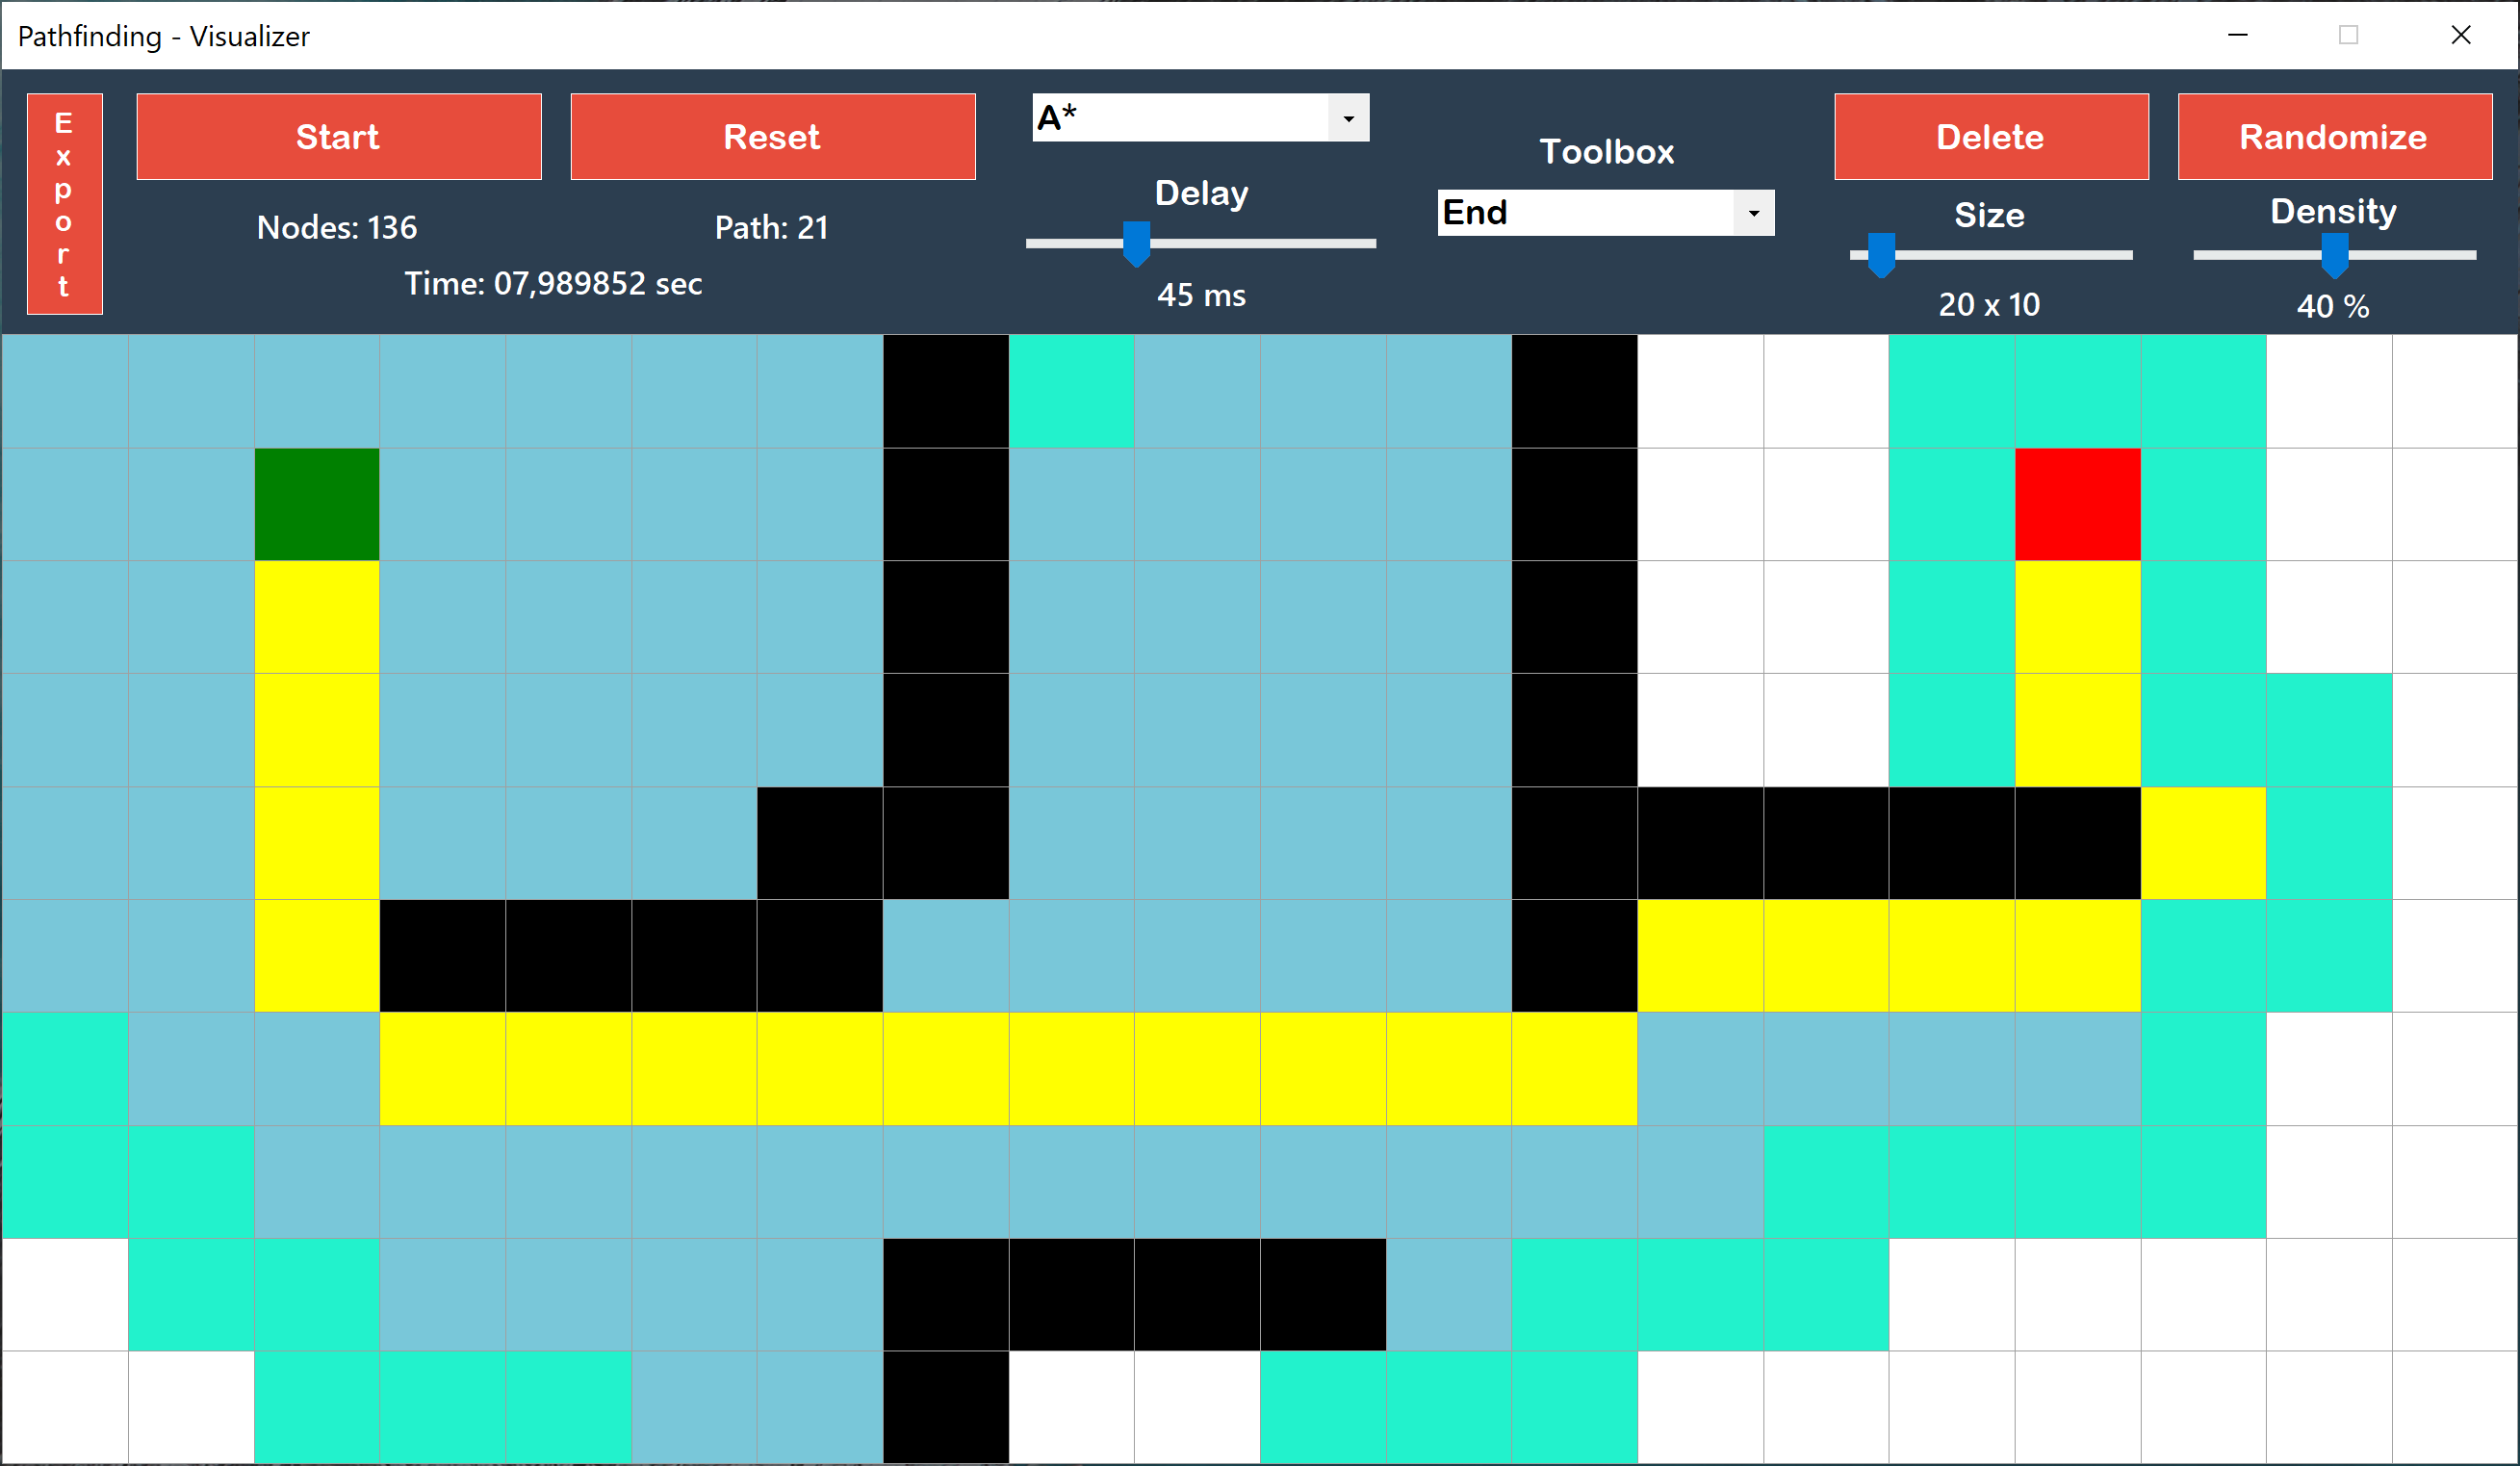 Pathfinding - Visualizer
Export
Start
Reset
A*
Toolbox
Delete
Randomize
Delay
End
Size
Density
Nodes: 136
Path: 21
Time: 07,989852 sec
45 ms
20 x 10
40 %